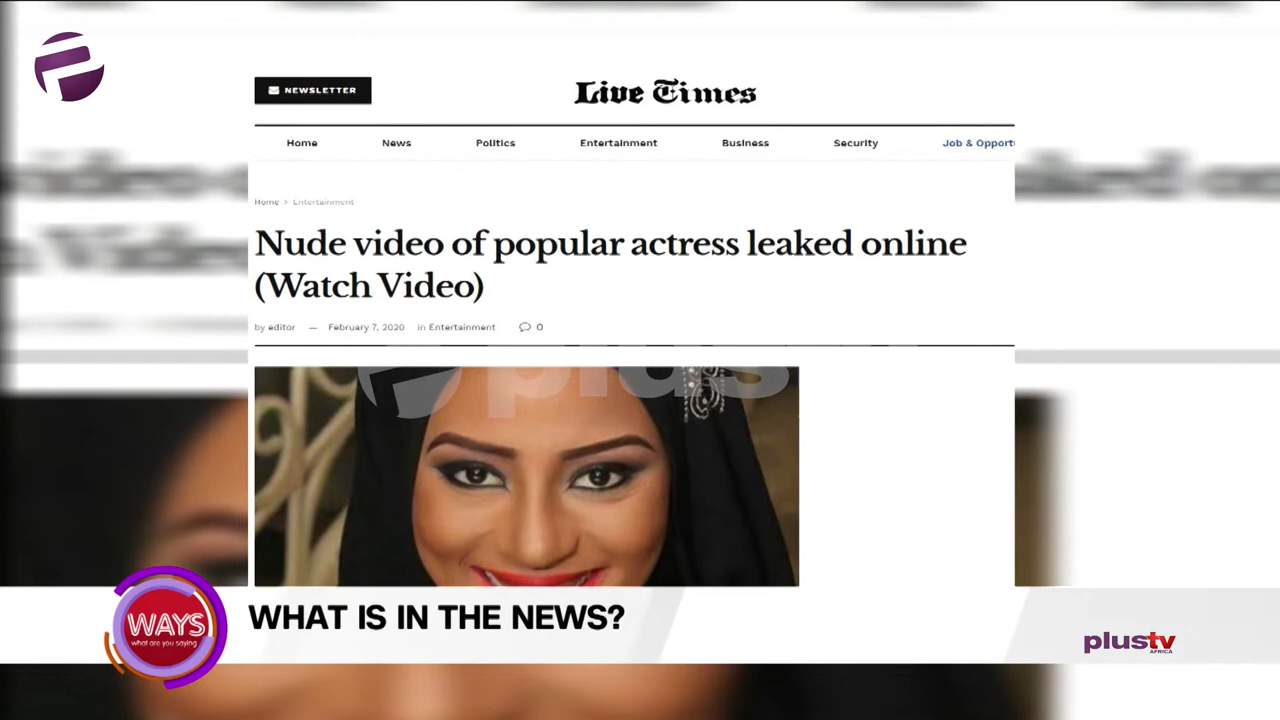 NEWSLETTER
Live Times
Home News Politics Entertainment Business Security Job & Opport
Home > Entertainment
Nude video of popular actress leaked online
(Watch Video)
by editor — February 7, 2020 in Entertainment 0
plus
WAYS
what are you saying
WHAT IS IN THE NEWS?
plustv
AFRICA